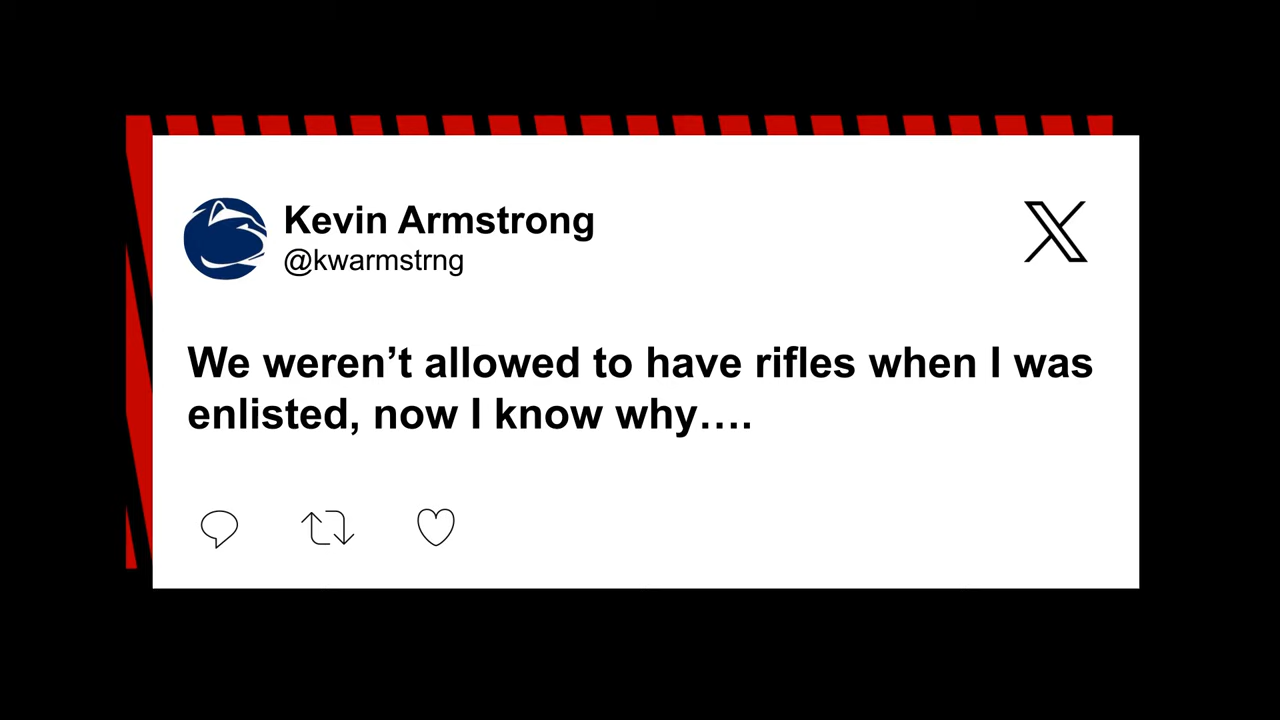 Kevin Armstrong
@kwarmstrng
We weren’t allowed to have rifles when I was
enlisted, now I know why….